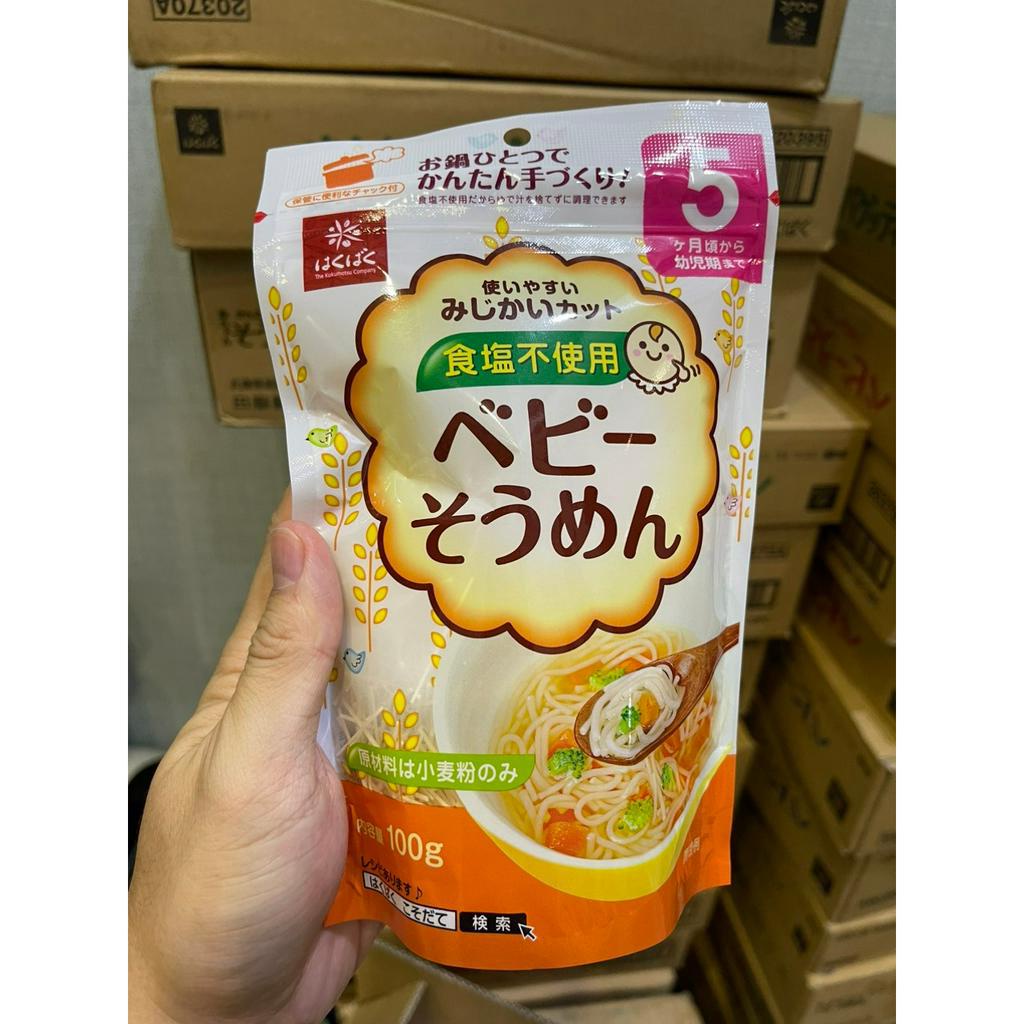 20370A
お鍋ひとつで
かんたん手づくり!
食塩不使用だからゆで汁を捨てずに調理できます
保管に便利なチャック付
5
ヶ月頃から
幼児期まで
はくばく
The Kokumotsu Company
使いやすい
みじかいカット
食塩不使用
ベビー
そうめん
原材料は小麦粉のみ
内容量 100g
レシピあります♪
はくばく こそだて 検索